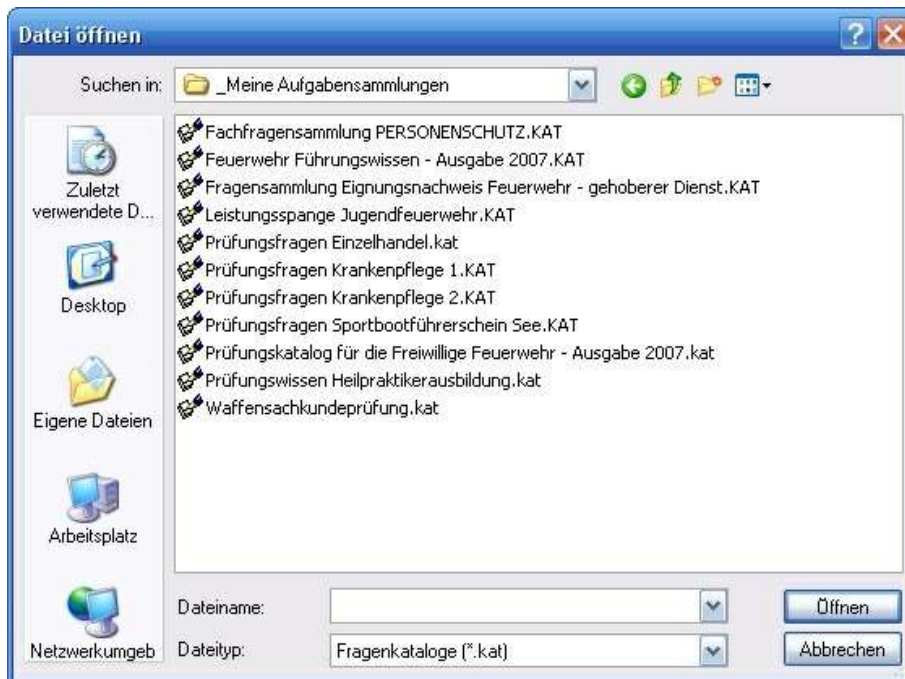 Datei öffnen
Suchen in:
_Meine Aufgabensammlungen
Zuletzt
verwendete D...
Desktop
Eigene Dateien
Arbeitsplatz
Netzwerkumgeb
Fachfragensammlung PERSONENSCHUTZ.KAT
Feuerwehr Führungswissen - Ausgabe 2007.KAT
Fragensammlung Eignungsnachweis Feuerwehr - gehoberer Dienst.KAT
Leistungsspange Jugendfeuerwehr.KAT
Prüfungsfragen Einzelhandel.kat
Prüfungsfragen Krankenpflege 1.KAT
Prüfungsfragen Krankenpflege 2.KAT
Prüfungsfragen Sportbootführerschein See.KAT
Prüfungskatalog für die Freiwillige Feuerwehr - Ausgabe 2007.kat
Prüfungswissen Heilpraktikerausbildung.kat
Waffensachkundeprüfung.kat
Dateiname:
Öffnen
Dateityp:
Fragenkataloge (*.kat)
Abbrechen